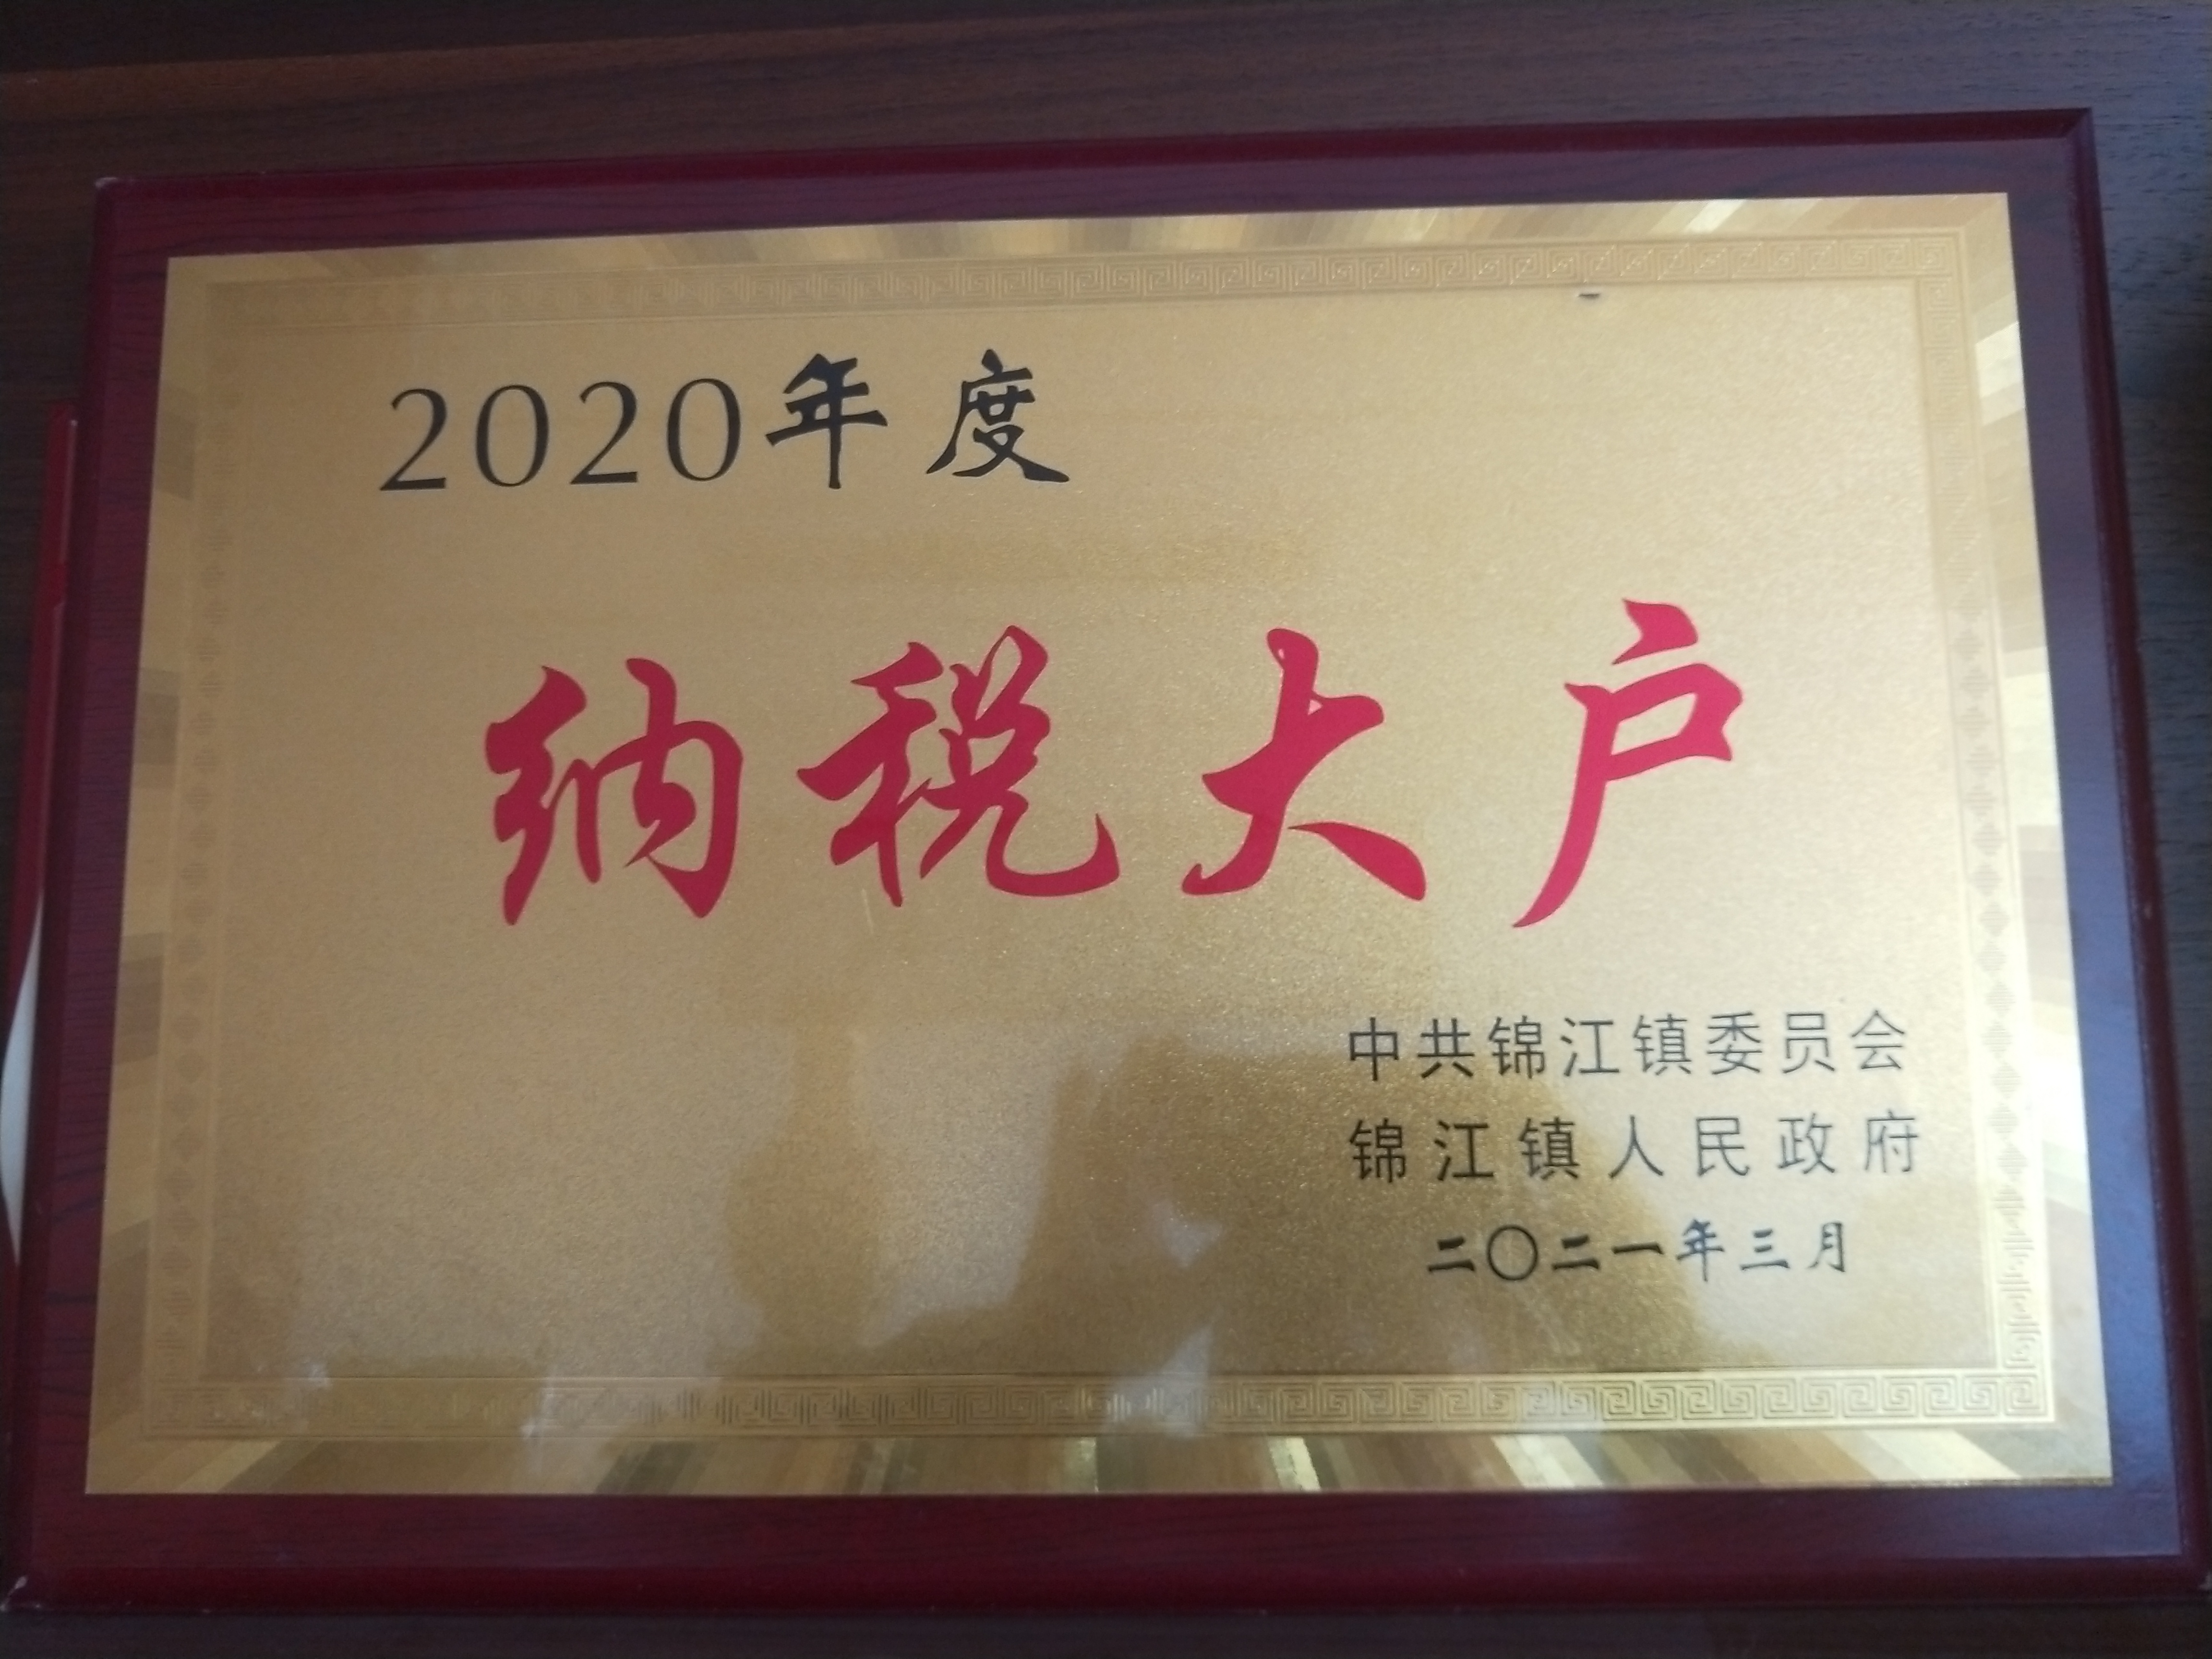 2020年度
纳税大户
中共锦江镇委员会
锦江镇人民政府
二〇二一年三月